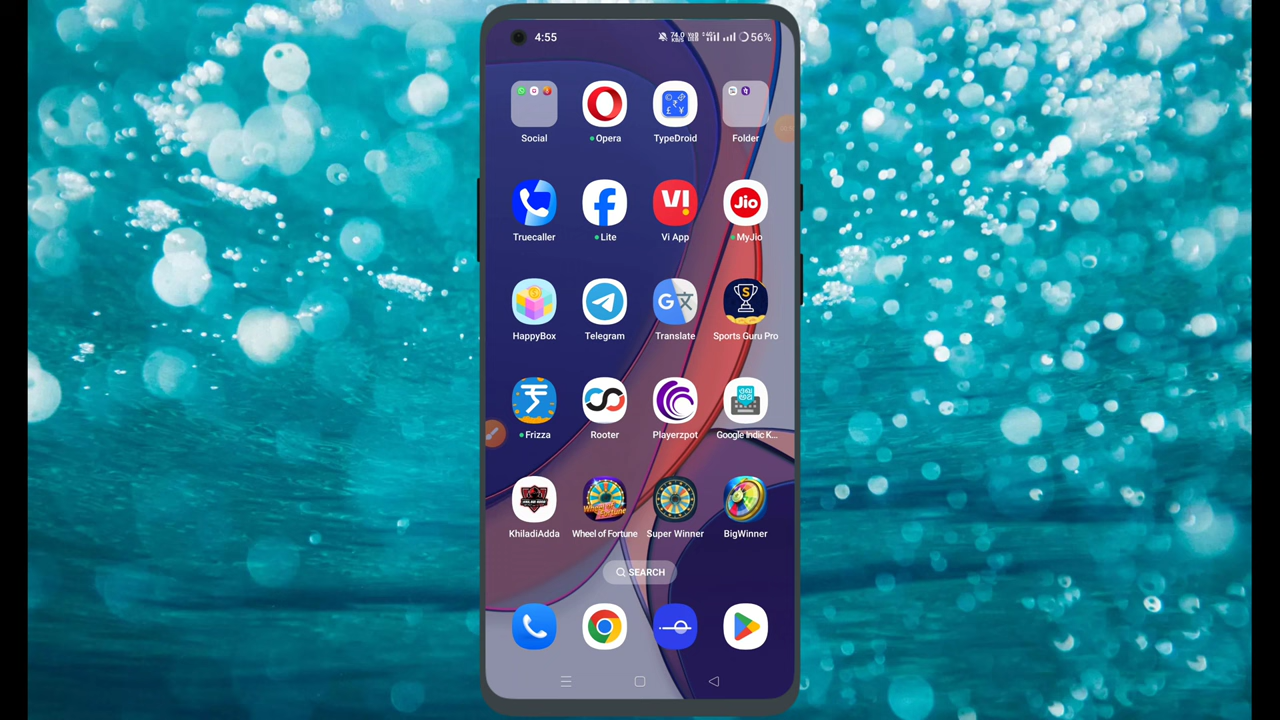 4:55
56%
Social
Opera
TypeDroid
Folder
Truecaller
Lite
Vi App
MyJio
HappyBox
Telegram
Translate
Sports Guru Pro
Frizza
Rooter
Playerzpot
Google Indic K...
KhiladiAdda
Wheel of Fortune
Super Winner
BigWinner
SEARCH